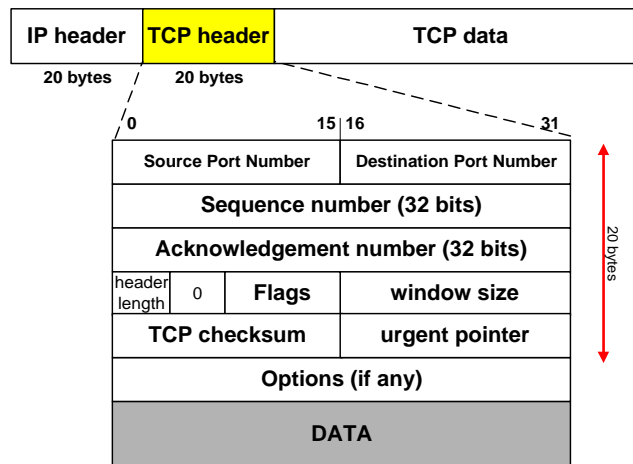 IP header TCP header TCP data
20 bytes 20 bytes
0 15 16 31
Source Port Number Destination Port Number
Sequence number (32 bits)
Acknowledgement number (32 bits)
20 bytes
header
length 0 Flags window size
TCP checksum urgent pointer
Options (if any)
DATA